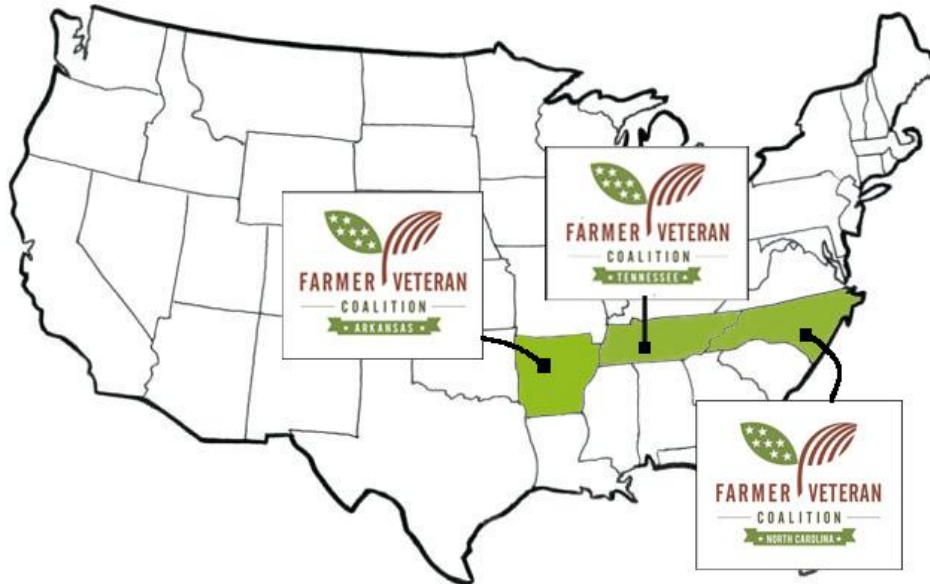 FARMER VETERAN
COALITION
• TENNESSEE •
FARMER VETERAN
COALITION
• ARKANSAS •
FARMER VETERAN
COALITION
• NORTH CAROLINA •